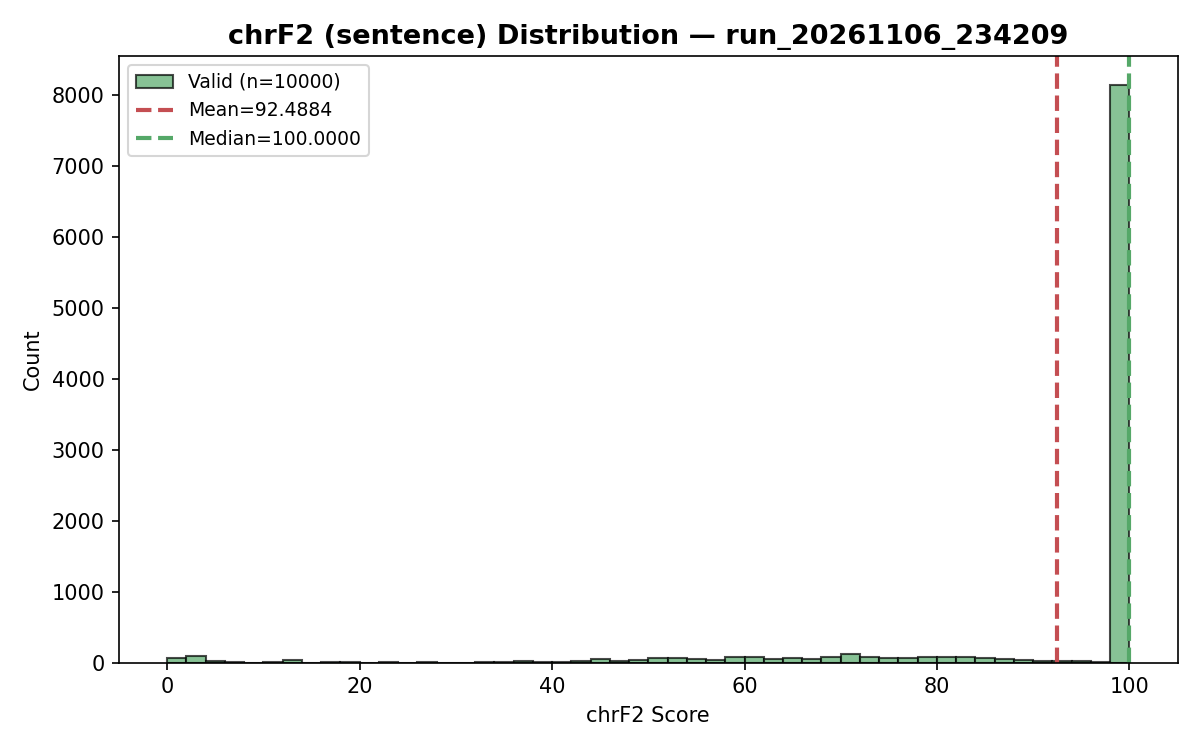 chrF2 (sentence) Distribution — run_20261106_234209
Valid (n=10000)
Mean=92.4884
Median=100.0000
Count
8000
7000
6000
5000
4000
3000
2000
1000
0
0 20 40 60 80 100
chrF2 Score